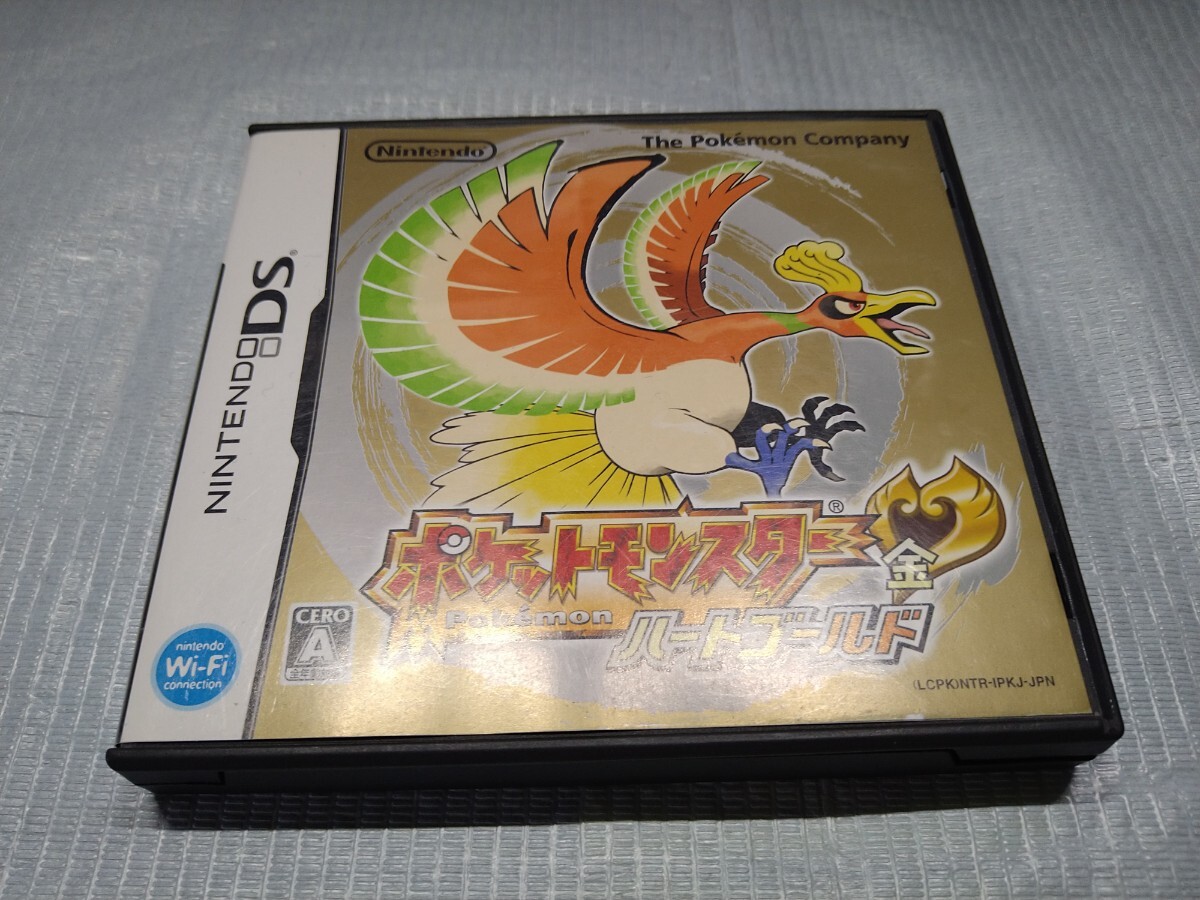 Nintendo
The Pokémon Company
NINTENDO DS®
ポケットモンスター®
金
Pokémon
ハートゴールド
CERO
A
nintendo
Wi-Fi
connection
(LCPK)NTR-IPKJ-JPN